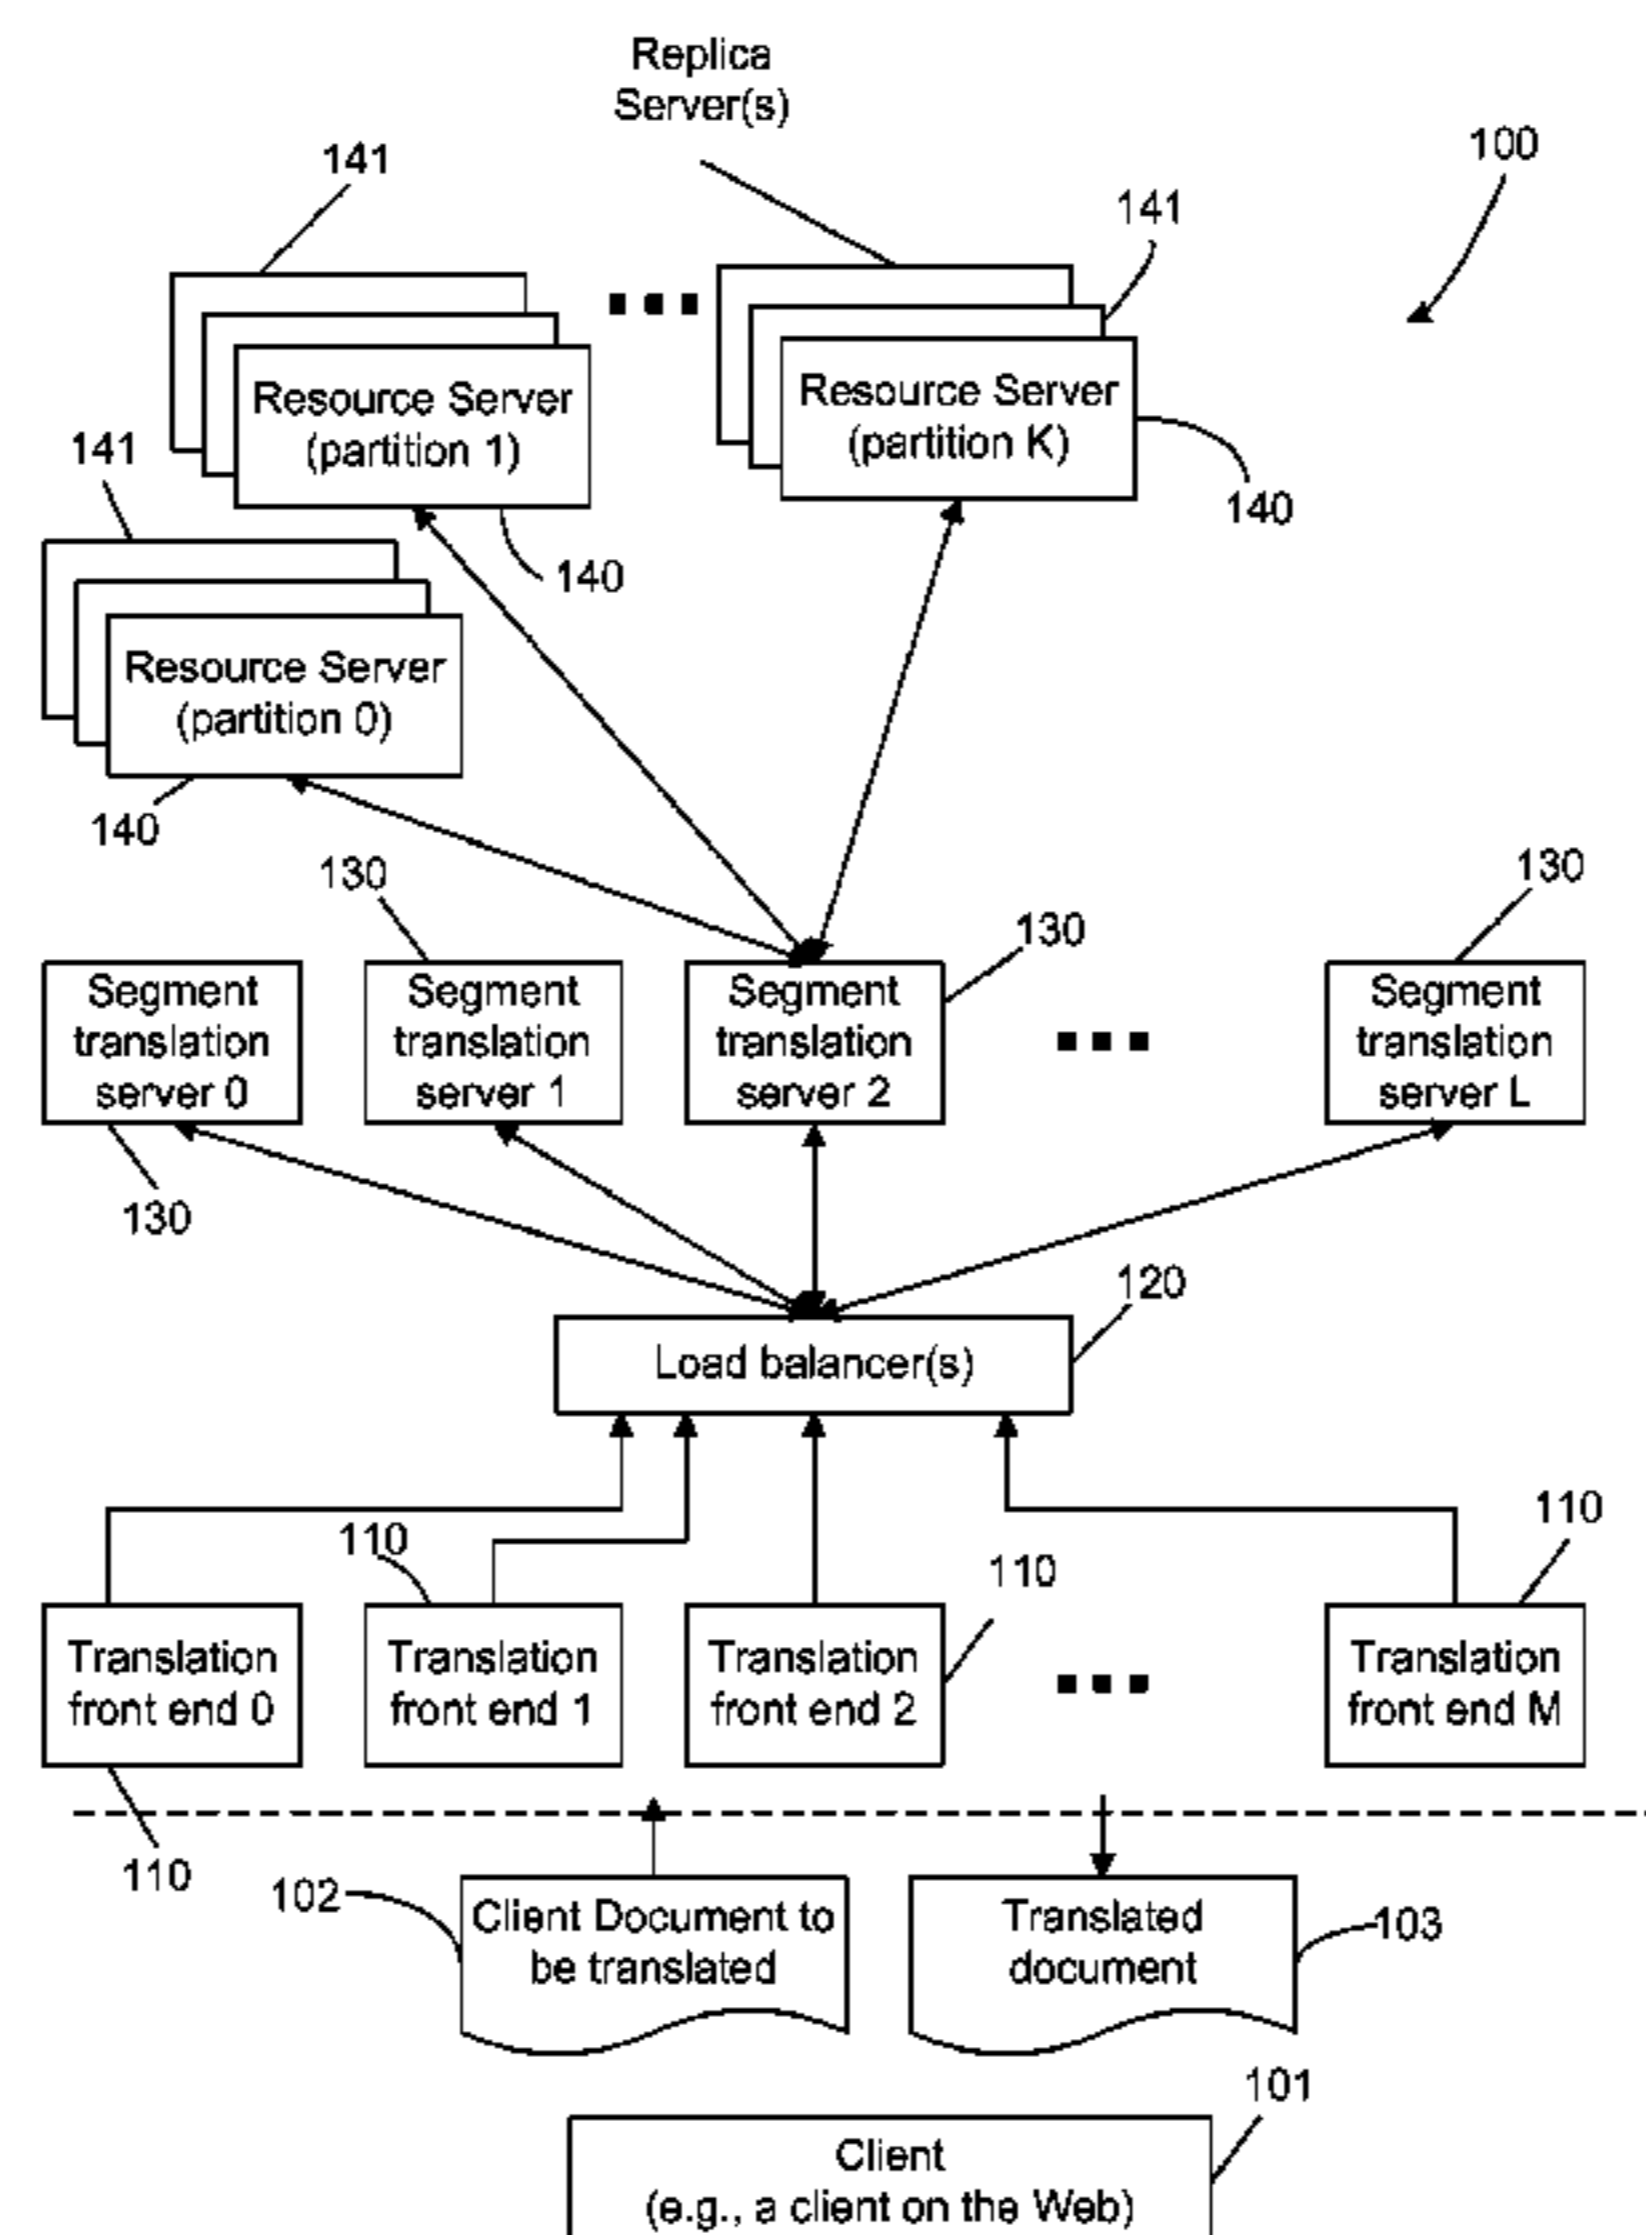 Replica
Server(s)
100
141
141
Resource Server
(partition 1)
Resource Server
(partition K)
140
141
140
Resource Server
(partition 0)
140
130
130
130
Segment
translation
server 0
Segment
translation
server 1
Segment
translation
server 2
Segment
translation
server L
130
120
Load balancer(s)
110
110
110
Translation
front end 0
Translation
front end 1
Translation
front end 2
Translation
front end M
110
102
Client Document to
be translated
Translated
document
103
101
Client
(e.g., a client on the Web)